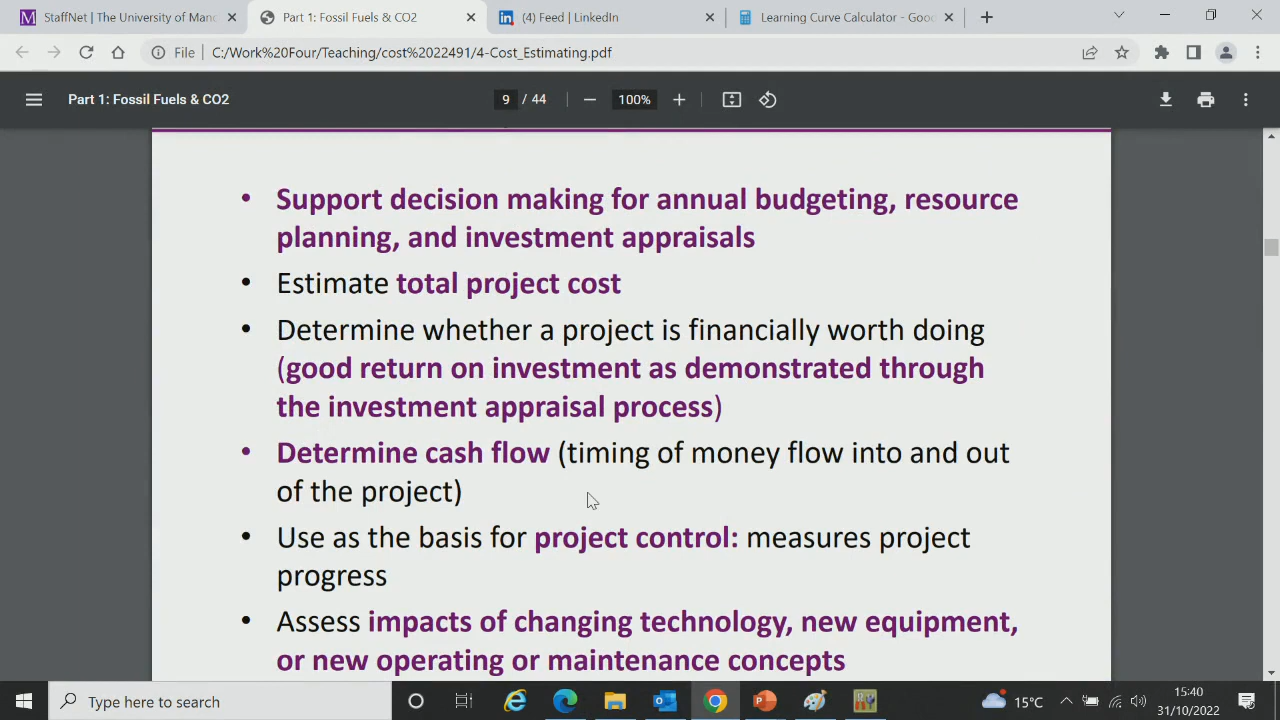 StaffNet | The University of Manc
Part 1: Fossil Fuels & CO2
(4) Feed | LinkedIn
Learning Curve Calculator - Goo
File
C:/Work%20Four/Teaching/cost%2022491/4-Cost_Estimating.pdf
Part 1: Fossil Fuels & CO2
9 / 44
100%
• Support decision making for annual budgeting, resource
planning, and investment appraisals
• Estimate total project cost
• Determine whether a project is financially worth doing
(good return on investment as demonstrated through
the investment appraisal process)
• Determine cash flow (timing of money flow into and out
of the project)
• Use as the basis for project control: measures project
progress
• Assess impacts of changing technology, new equipment,
or new operating or maintenance concepts
Type here to search
15°C
15:40
31/10/2022